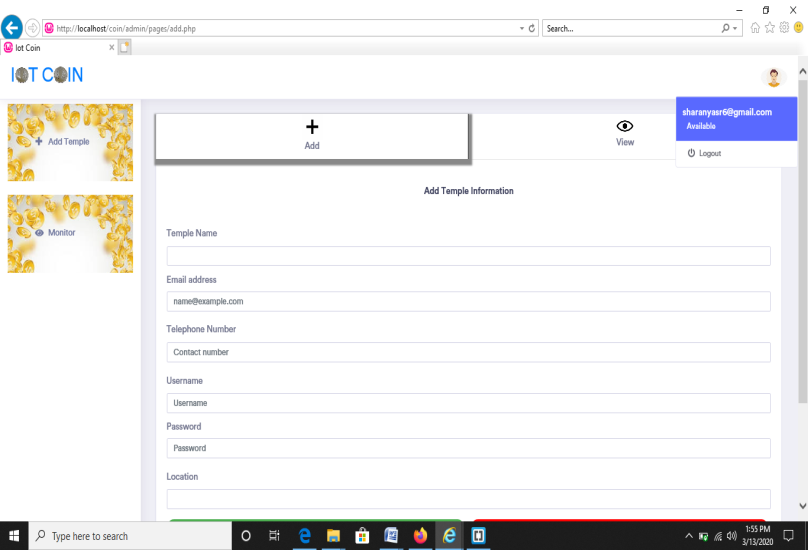 http://localhost/coin/admin/pages/add.php
Search...
Iot Coin
IOT COIN
sharanyasr6@gmail.com
Available
Logout
Add Temple
Monitor
Add
View
Add Temple Information
Temple Name
Email address
name@example.com
Telephone Number
Contact number
Username
Username
Password
Password
Location
Type here to search
1:55 PM
3/13/2020